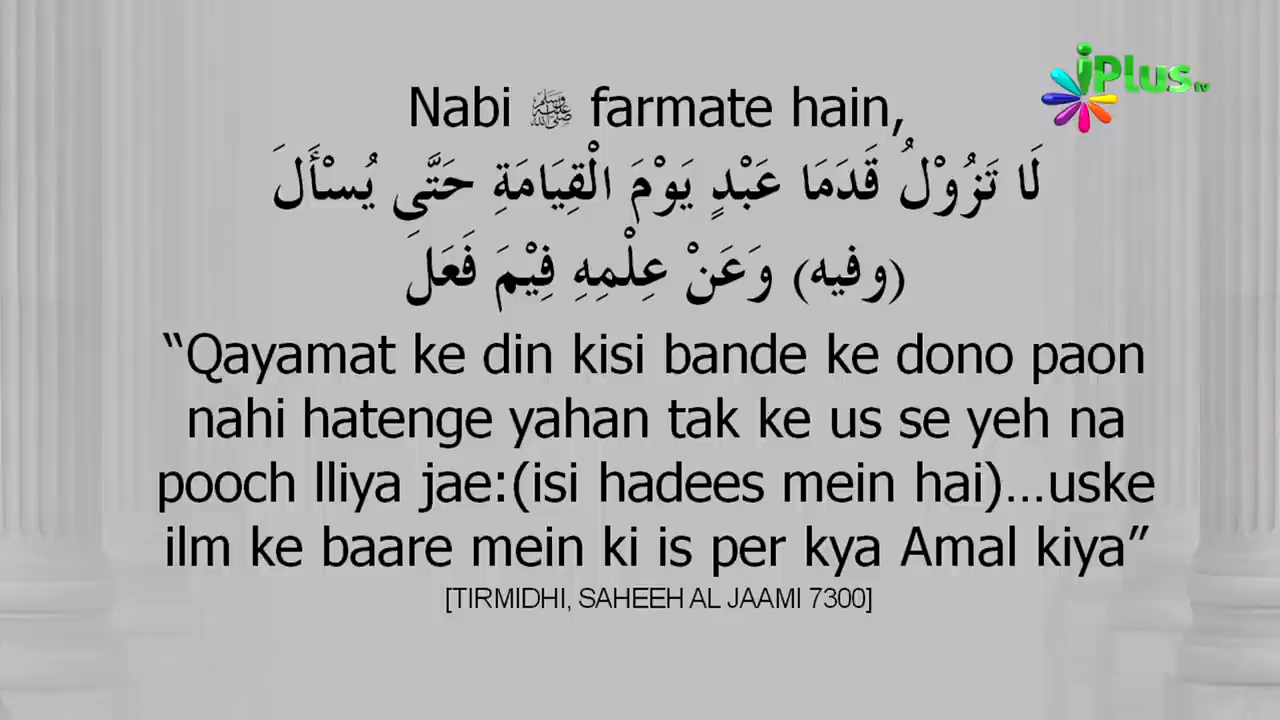 iPlus tv
Nabi ﷺ farmate hain,
لَا تَزُوْلُ قَدَمَا عَبْدٍ يَوْمَ الْقِيَامَةِ حَتَّى يُسْأَلَ
(وفيه) وَعَنْ عِلْمِهِ فِيْمَ فَعَلَ
“Qayamat ke din kisi bande ke dono paon
nahi hatenge yahan tak ke us se yeh na
pooch lliya jae:(isi hadees mein hai)...uske
ilm ke baare mein ki is per kya Amal kiya”
[TIRMIDHI, SAHEEH AL JAAMI 7300]